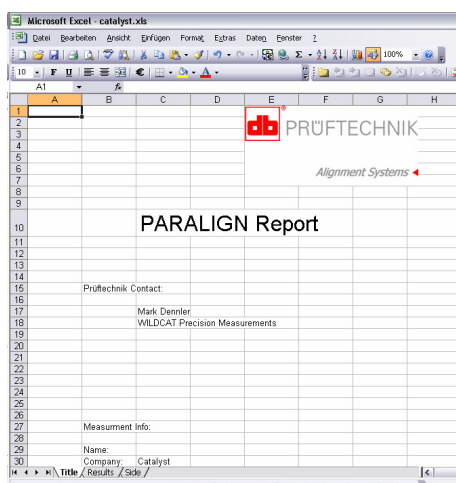 Microsoft Excel - catalyst.xls
Datei Bearbeiten Ansicht Einfügen Format Extras Daten Fenster ?
100%
10 F U €
A1 fx
A B C D E F G H
1
2
3
4
5
6
7
8
9
10
11
12
13
14
15
16
17
18
19
20
21
22
23
24
25
26
27
28
29
30
db ® PRÜFTECHNIK
Alignment Systems
PARALIGN Report
Prüftechnik Contact:
Mark Dennler
WILDCAT Precision Measurements
Measurment Info:
Name:
Company: Catalyst
Title Results Side